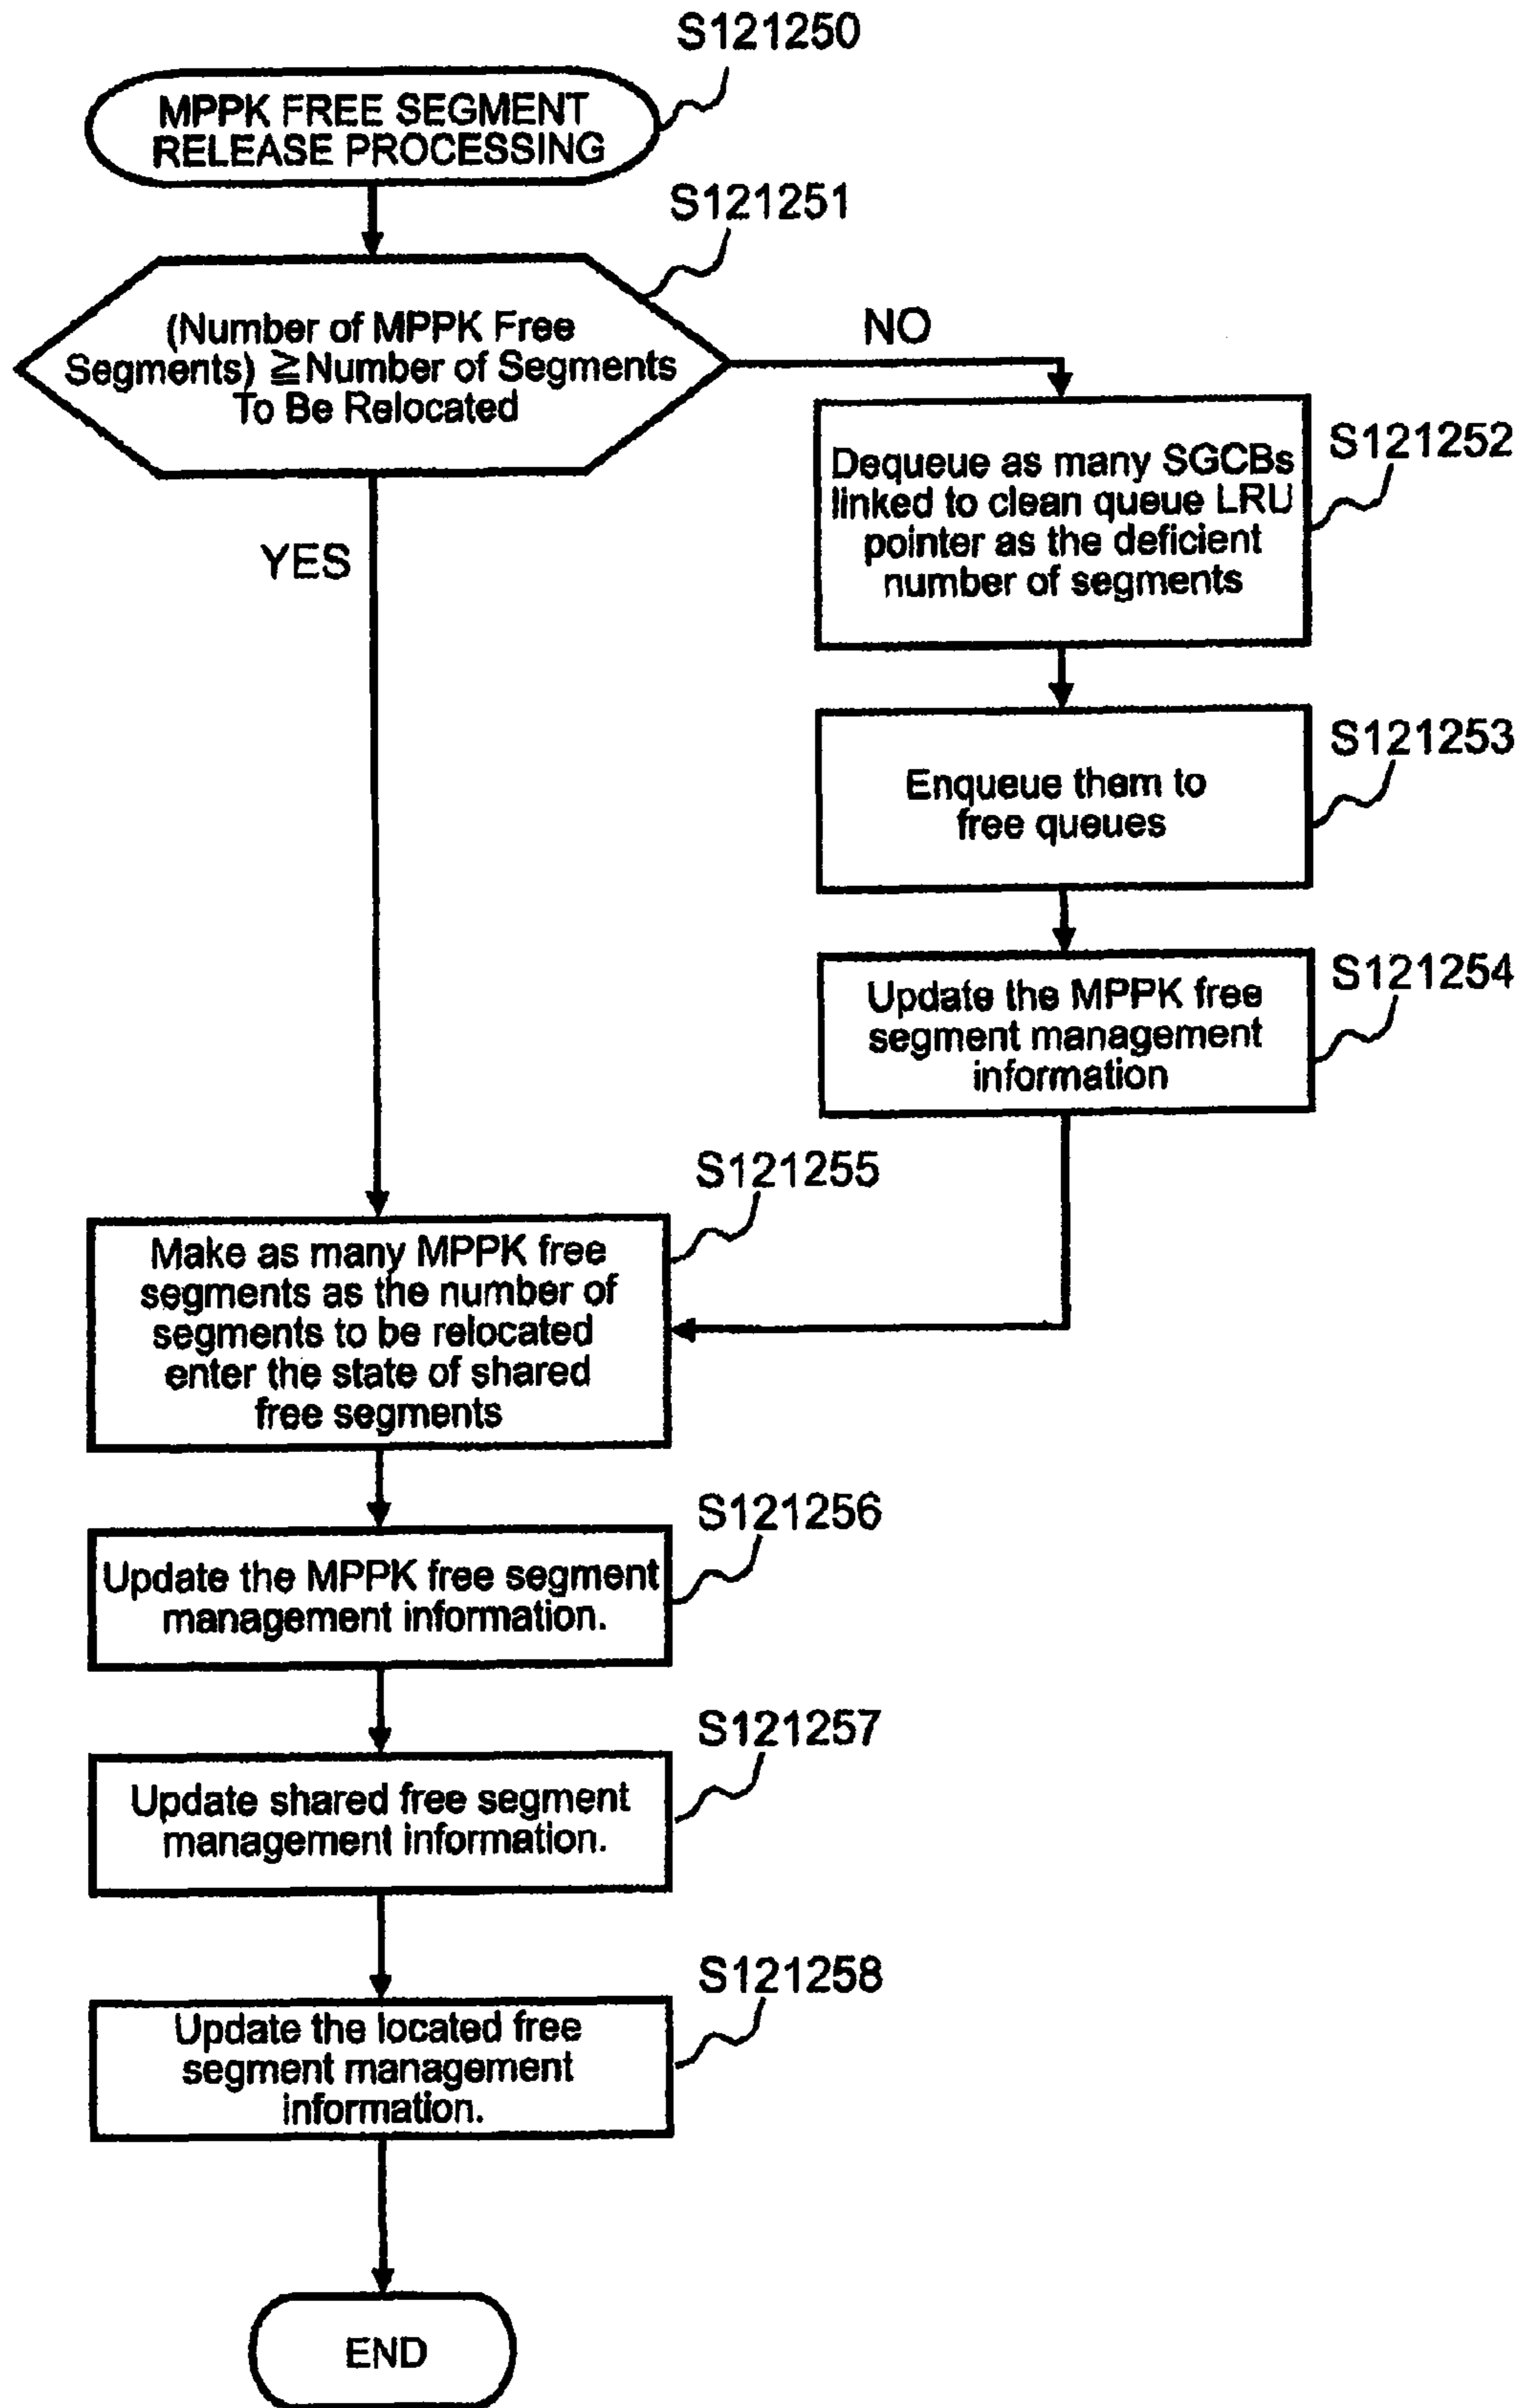 S121250
MPPK FREE SEGMENT
RELEASE PROCESSING
S121251
(Number of MPPK Free
Segments) ≧Number of Segments
To Be Relocated
NO
YES
S121252
Dequeue as many SGCBs
linked to clean queue LRU
pointer as the deficient
number of segments
S121253
Enqueue them to
free queues
S121254
Update the MPPK free
segment management
information
S121255
Make as many MPPK free
segments as the number of
segments to be relocated
enter the state of shared
free segments
S121256
Update the MPPK free segment
management information.
S121257
Update shared free segment
management information.
S121258
Update the located free
segment management
information.
END